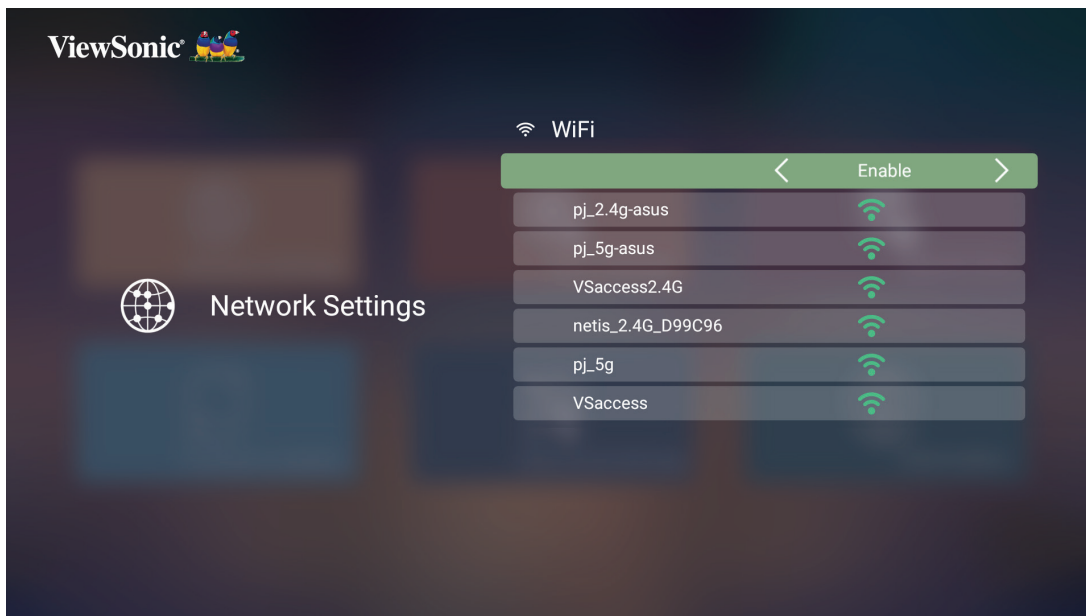 ViewSonic®
WiFi
Enable
pj_2.4g-asus
pj_5g-asus
VSaccess2.4G
netis_2.4G_D99C96
pj_5g
VSaccess
Network Settings